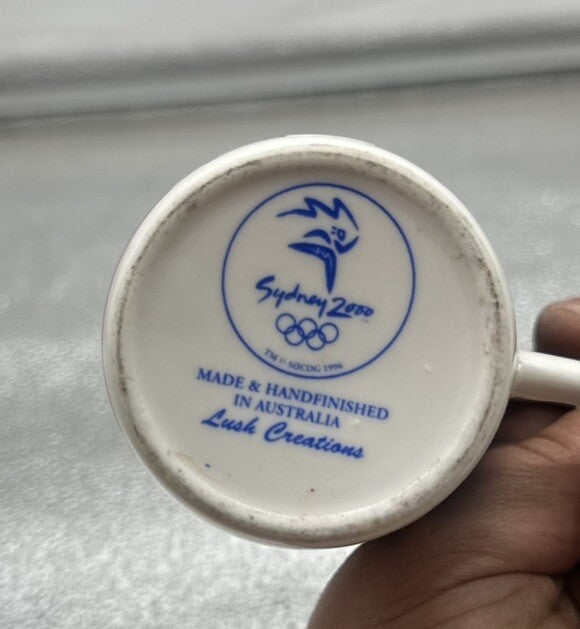 Sydney 2000
TM © SOCOG 1996
MADE & HANDFINISHED
IN AUSTRALIA
Lush Creations